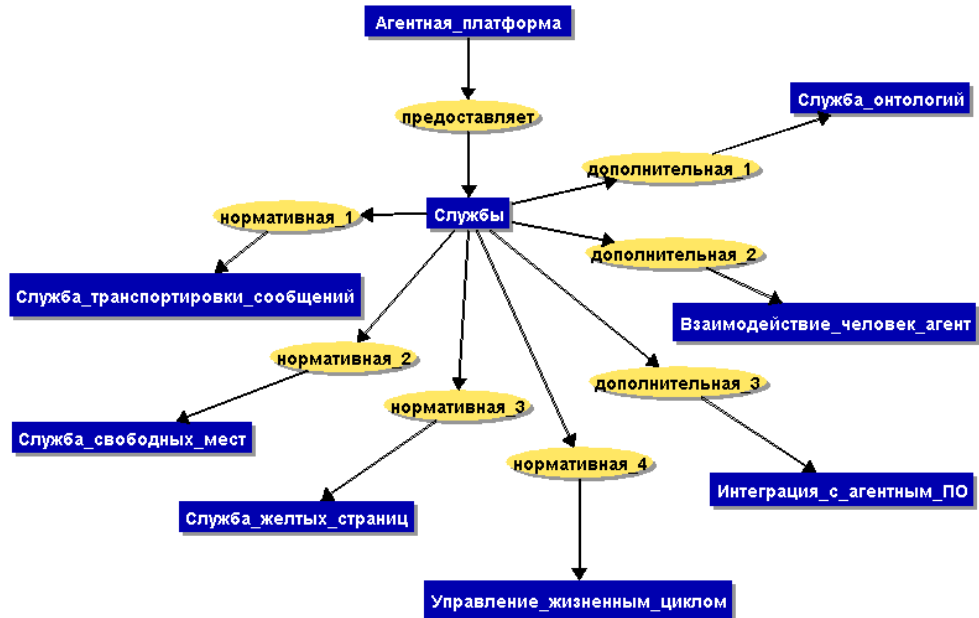 Агентная_платформа
предоставляет
Служба_онтологий
дополнительная_1
Службы
нормативная_1
дополнительная_2
Служба_транспортировки_сообщений
Взаимодействие_человек_агент
нормативная_2
дополнительная_3
нормативная_3
Служба_свободных_мест
нормативная_4
Интеграция_с_агентным_ПО
Служба_желтых_страниц
Управление_жизненным_циклом